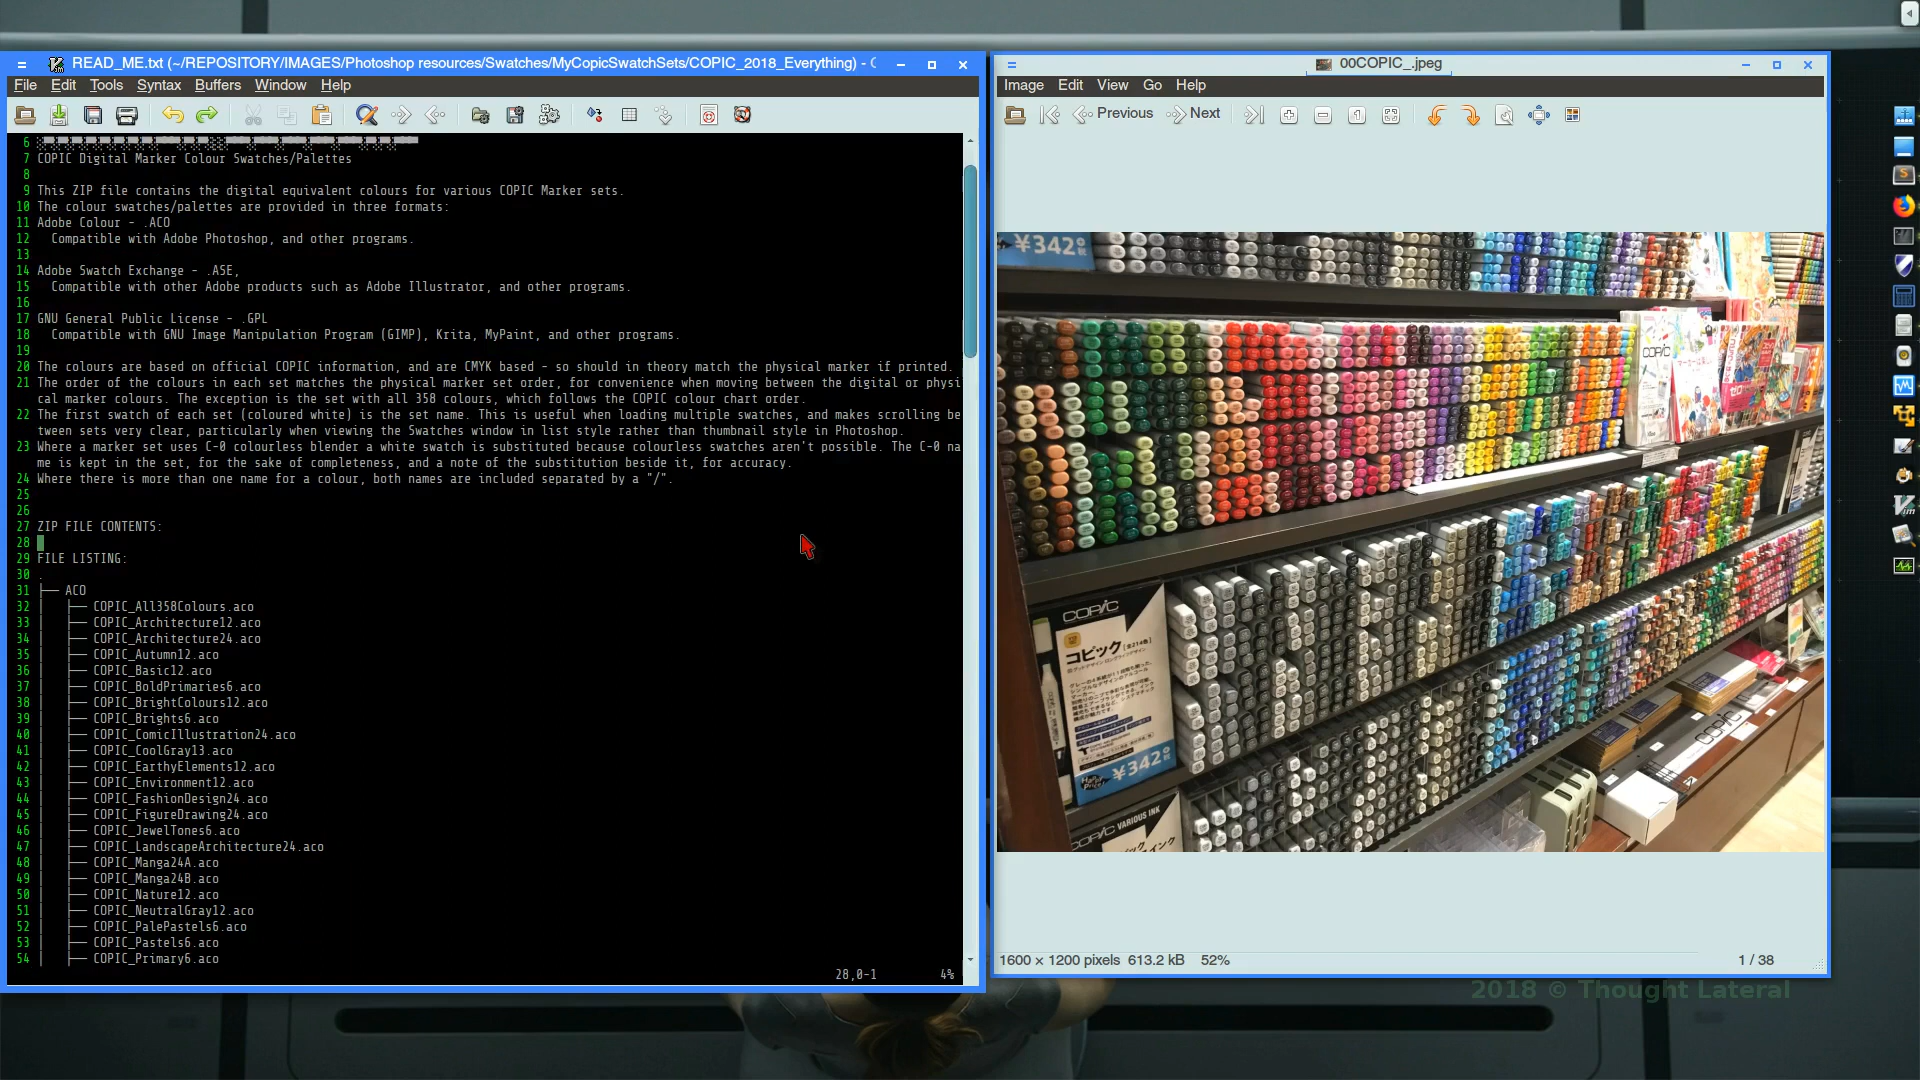 READ_ME.txt (~/REPOSITORY/IMAGES/Photoshop resources/Swatches/MyCopicSwatchSets/COPIC_2018_Everything) -
File Edit Tools Syntax Buffers Window Help
6
7 COPIC Digital Marker Colour Swatches/Palettes
8
9 This ZIP file contains the digital equivalent colours for various COPIC Marker sets.
10 The colour swatches/palettes are provided in three formats:
11 Adobe Colour - .ACO
12 Compatible with Adobe Photoshop, and other programs.
13
14 Adobe Swatch Exchange - .ASE,
15 Compatible with other Adobe products such as Adobe Illustrator, and other programs.
16
17 GNU General Public License - .GPL
18 Compatible with GNU Image Manipulation Program (GIMP), Krita, MyPaint, and other programs.
19
20 The colours are based on official COPIC information, and are CMYK based - so should in theory match the physical marker if printed.
21 The order of the colours in each set matches the physical marker set order, for convenience when moving between the digital or physi
cal marker colours. The exception is the set with all 358 colours, which follows the COPIC colour chart order.
22 The first swatch of each set (coloured white) is the set name. This is useful when loading multiple swatches, and makes scrolling be
tween sets very clear, particularly when viewing the Swatches window in list style rather than thumbnail style in Photoshop.
23 Where a marker set uses C-0 colourless blender a white swatch is substituted because colourless swatches aren't possible. The C-0 na
me is kept in the set, for the sake of completeness, and a note of the substitution beside it, for accuracy.
24 Where there is more than one name for a colour, both names are included separated by a "/".
25
26
27 ZIP FILE CONTENTS:
28
29 FILE LISTING:
30 .
31 ├── ACO
32 │   ├── COPIC_All358Colours.aco
33 │   ├── COPIC_Architecture12.aco
34 │   ├── COPIC_Architecture24.aco
35 │   ├── COPIC_Autumn12.aco
36 │   ├── COPIC_Basic12.aco
37 │   ├── COPIC_BoldPrimaries6.aco
38 │   ├── COPIC_BrightColours12.aco
39 │   ├── COPIC_Brights6.aco
40 │   ├── COPIC_ComicIllustration24.aco
41 │   ├── COPIC_CoolGray13.aco
42 │   ├── COPIC_EarthyElements12.aco
43 │   ├── COPIC_Environment12.aco
44 │   ├── COPIC_FashionDesign24.aco
45 │   ├── COPIC_FigureDrawing24.aco
46 │   ├── COPIC_JewelTones6.aco
47 │   ├── COPIC_LandscapeArchitecture24.aco
48 │   ├── COPIC_Manga24A.aco
49 │   ├── COPIC_Manga24B.aco
50 │   ├── COPIC_Nature12.aco
51 │   ├── COPIC_NeutralGray12.aco
52 │   ├── COPIC_PalePastels6.aco
53 │   ├── COPIC_Pastels6.aco
54 │   ├── COPIC_Primary6.aco
28,0-1 4%
00COPIC_.jpeg
Image Edit View Go Help
Previous Next
¥342
COPIC
COPIC
コピック
¥342
COPIC VARIOUS INK
COPIC
1600 × 1200 pixels 613.2 kB 52%
1 / 38
2018 © Thought Lateral